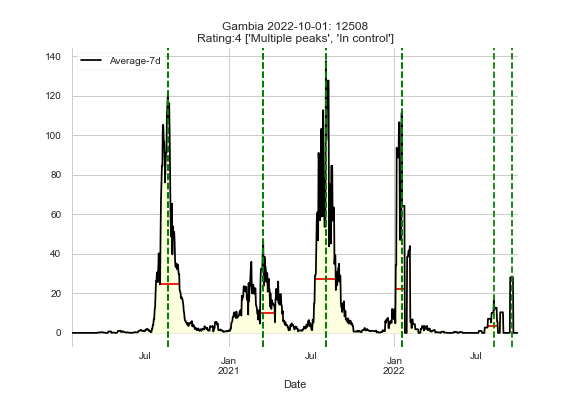 Gambia 2022-10-01: 12508
Rating:4 ['Multiple peaks', 'In control']
Average-7d
140
120
100
80
60
40
20
0
Jul
Jan
2021
Jul
Jan
2022
Jul
Date